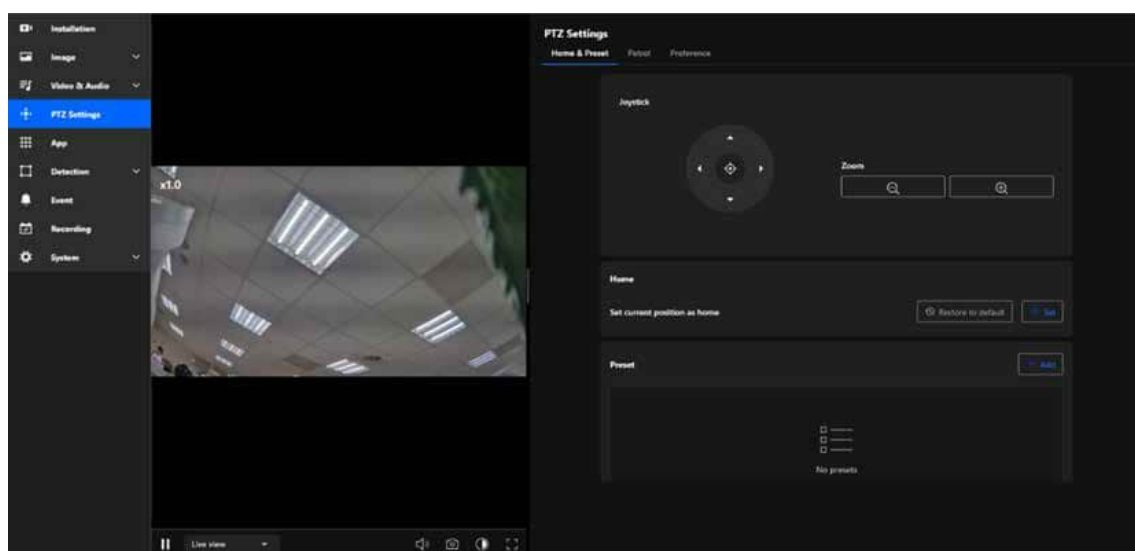 Installation
Image
Video & Audio
PTZ Settings
App
Detection
Event
Recording
System
x1.0
Live view
PTZ Settings
Home & Preset Patrol Preference
Joystick
Zoom
Home
Set current position as home
Restore to default Set
Preset
Add
No presets